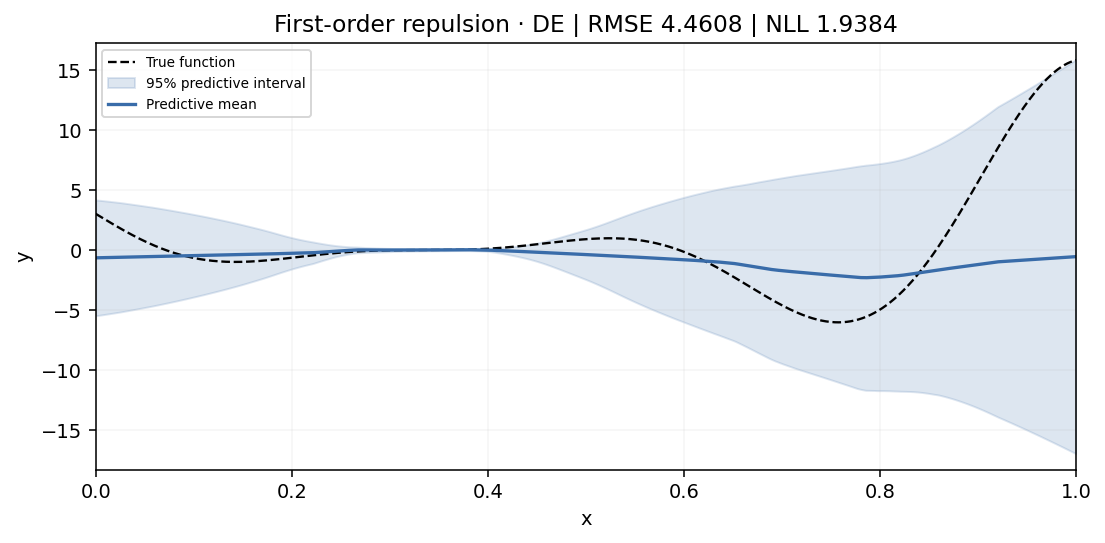 First-order repulsion · DE | RMSE 4.4608 | NLL 1.9384
True function
95% predictive interval
Predictive mean
15
10
5
0
−5
−10
−15
y
0.0 0.2 0.4 0.6 0.8 1.0
x